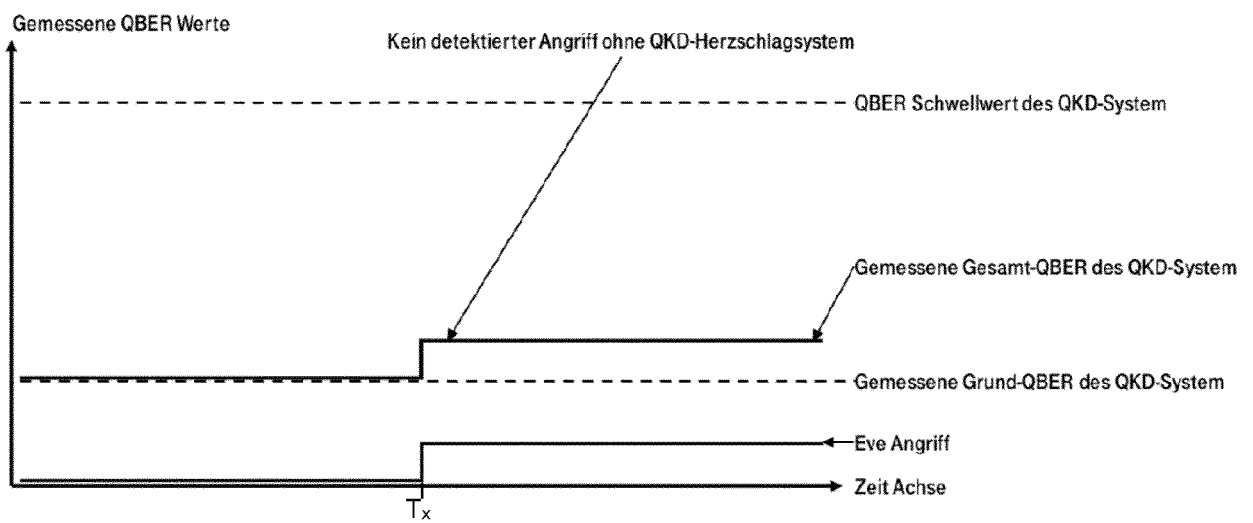 Gemessene QBER Werte
Kein detektierter Angriff ohne QKD-Herzschlagsystem
QBER Schwellwert des QKD-System
Gemessene Gesamt-QBER des QKD-System
Gemessene Grund-QBER des QKD-System
Eve Angriff
Zeit Achse
Tx